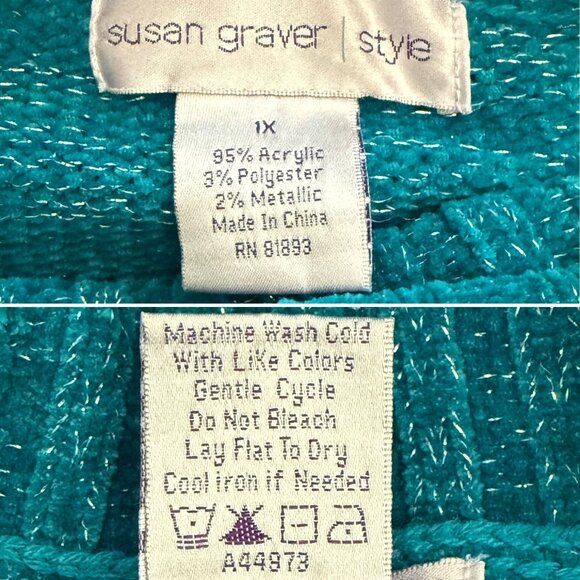 susan graver | style
1X
95% Acrylic
3% Polyester
2% Metallic
Made In China
RN 81893
Machine Wash Cold
With Like Colors
Gentle Cycle
Do Not Bleach
Lay Flat To Dry
Cool iron if Needed
A44973